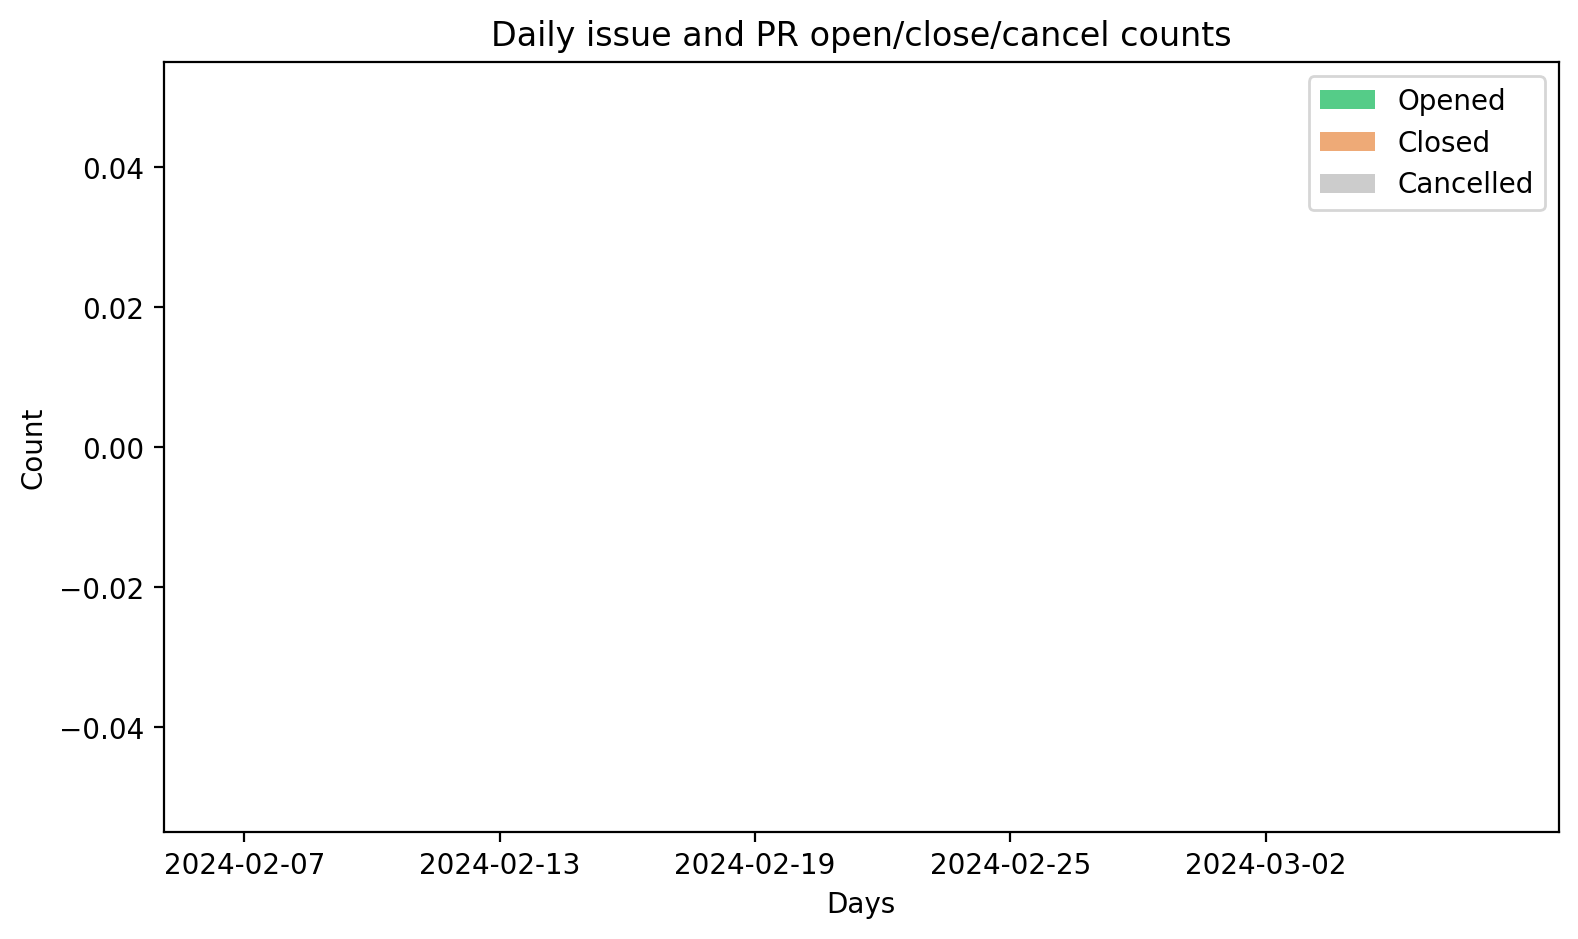 Daily issue and PR open/close/cancel counts
Opened
Closed
Cancelled
0.04
0.02
0.00
−0.02
−0.04
Count
2024-02-07 2024-02-13 2024-02-19 2024-02-25 2024-03-02
Days